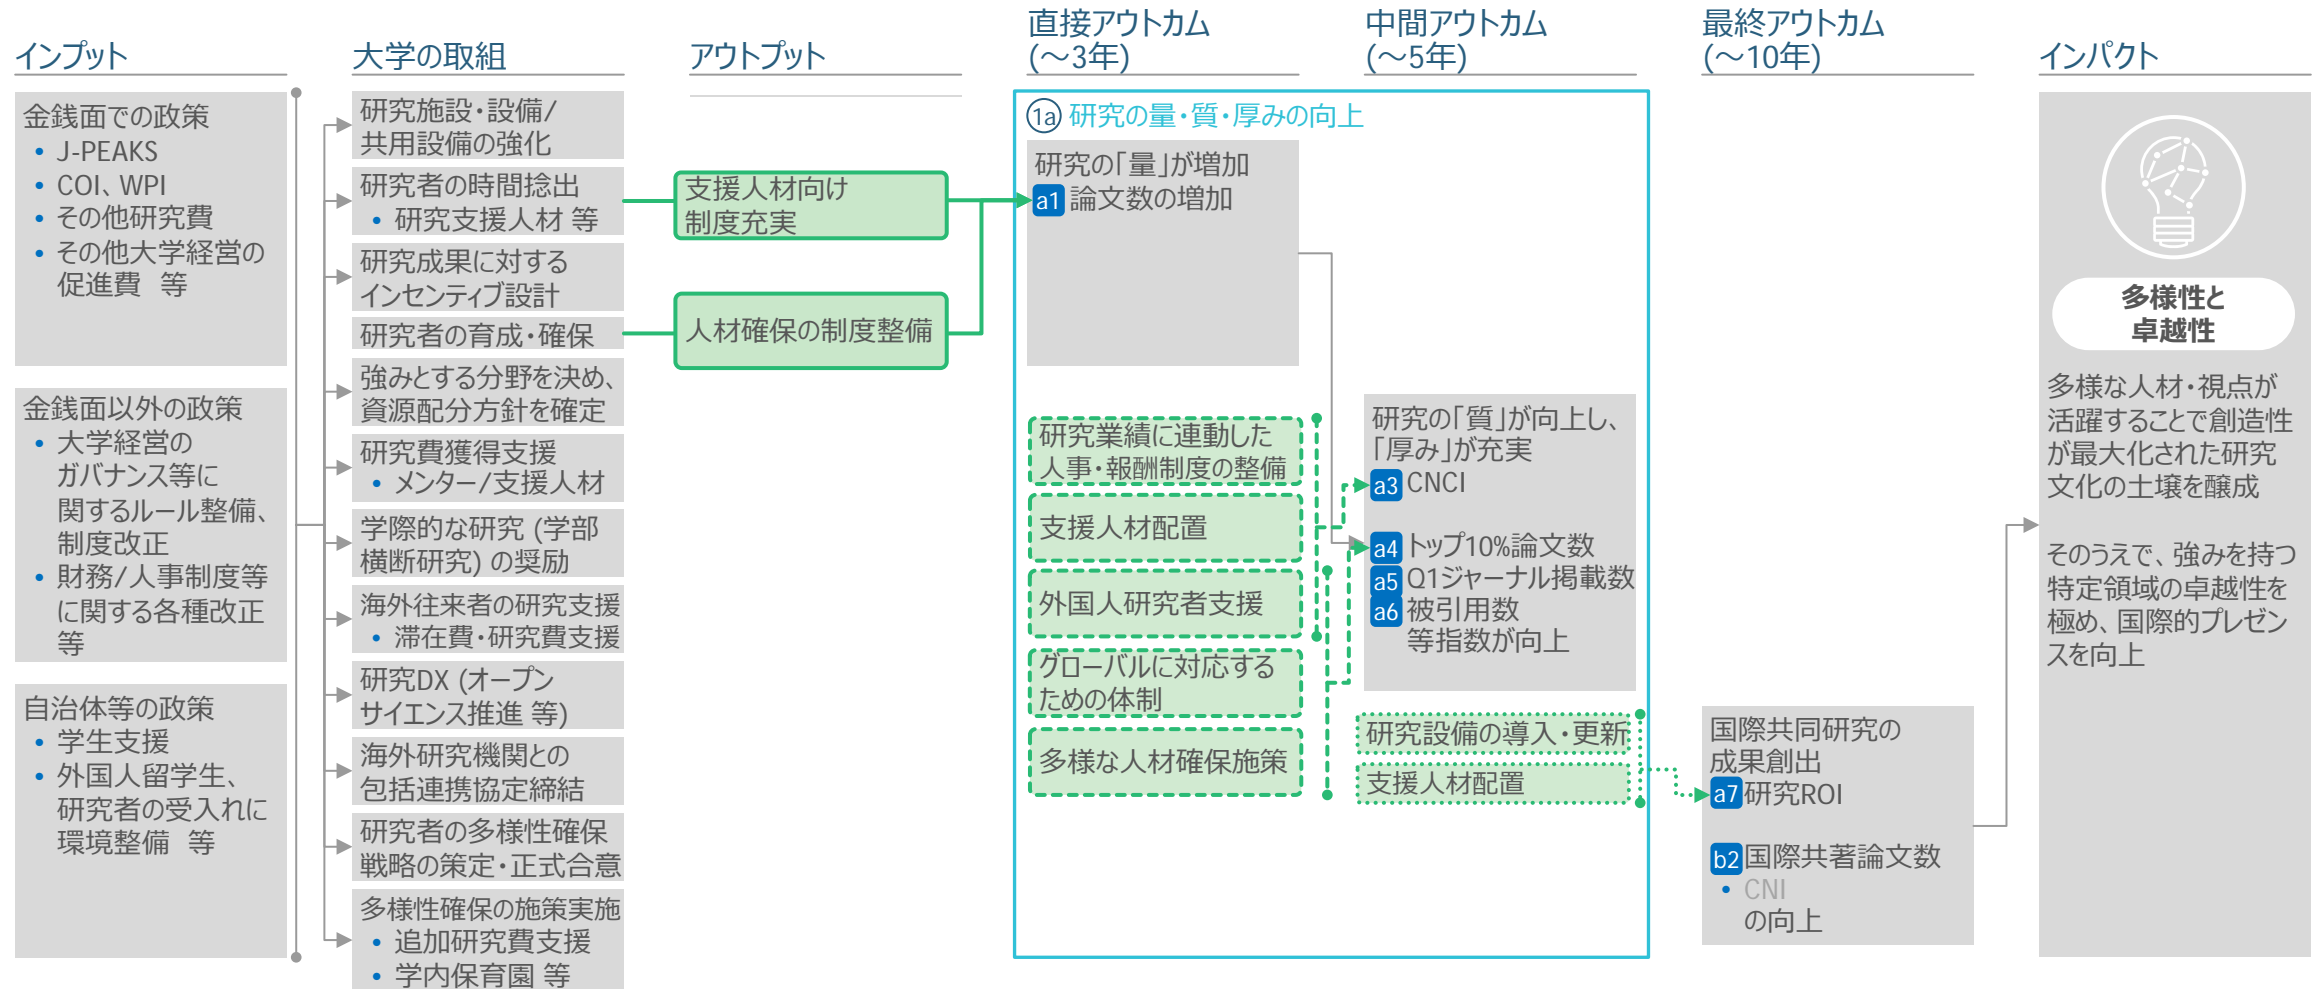 インプット
金銭面での政策
• J-PEAKS
• COI、WPI
• その他研究費
• その他大学経営の
促進費　等
金銭面以外の政策
• 大学経営の
ガバナンス等に
関するルール整備、
制度改正
• 財務/人事制度等
に関する各種改正
等
自治体等の政策
• 学生支援
• 外国人留学生、
研究者の受入れに
環境整備　等
大学の取組
研究施設・設備/
共用設備の強化
研究者の時間捻出
• 研究支援人材 等
研究成果に対する
インセンティブ設計
研究者の育成・確保
強みとする分野を決め、
資源配分方針を確定
研究費獲得支援
• メンター/支援人材
学際的な研究 (学部
横断研究) の奨励
海外往来者の研究支援
• 滞在費・研究費支援
研究DX (オープン
サイエンス推進 等)
海外研究機関との
包括連携協定締結
研究者の多様性確保
戦略の策定・正式合意
多様性確保の施策実施
• 追加研究費支援
• 学内保育園 等
アウトプット
支援人材向け
制度充実
人材確保の制度整備
直接アウトカム
(～3年)
1a 研究の量・質・厚みの向上
研究の「量」が増加
a1 論文数の増加
研究業績に連動した
人事・報酬制度の整備
支援人材配置
外国人研究者支援
グローバルに対応する
ための体制
多様な人材確保施策
中間アウトカム
(～5年)
研究の「質」が向上し、
「厚み」が充実
a3 CNCI
a4 トップ10%論文数
a5 Q1ジャーナル掲載数
a6 被引用数
等指数が向上
研究設備の導入・更新
支援人材配置
最終アウトカム
(～10年)
国際共同研究の
成果創出
a7 研究ROI
b2 国際共著論文数
• CNI
の向上
インパクト
多様性と
卓越性
多様な人材・視点が
活躍することで創造性
が最大化された研究
文化の土壌を醸成
そのうえで、強みを持つ
特定領域の卓越性を
極め、国際的プレゼン
スを向上